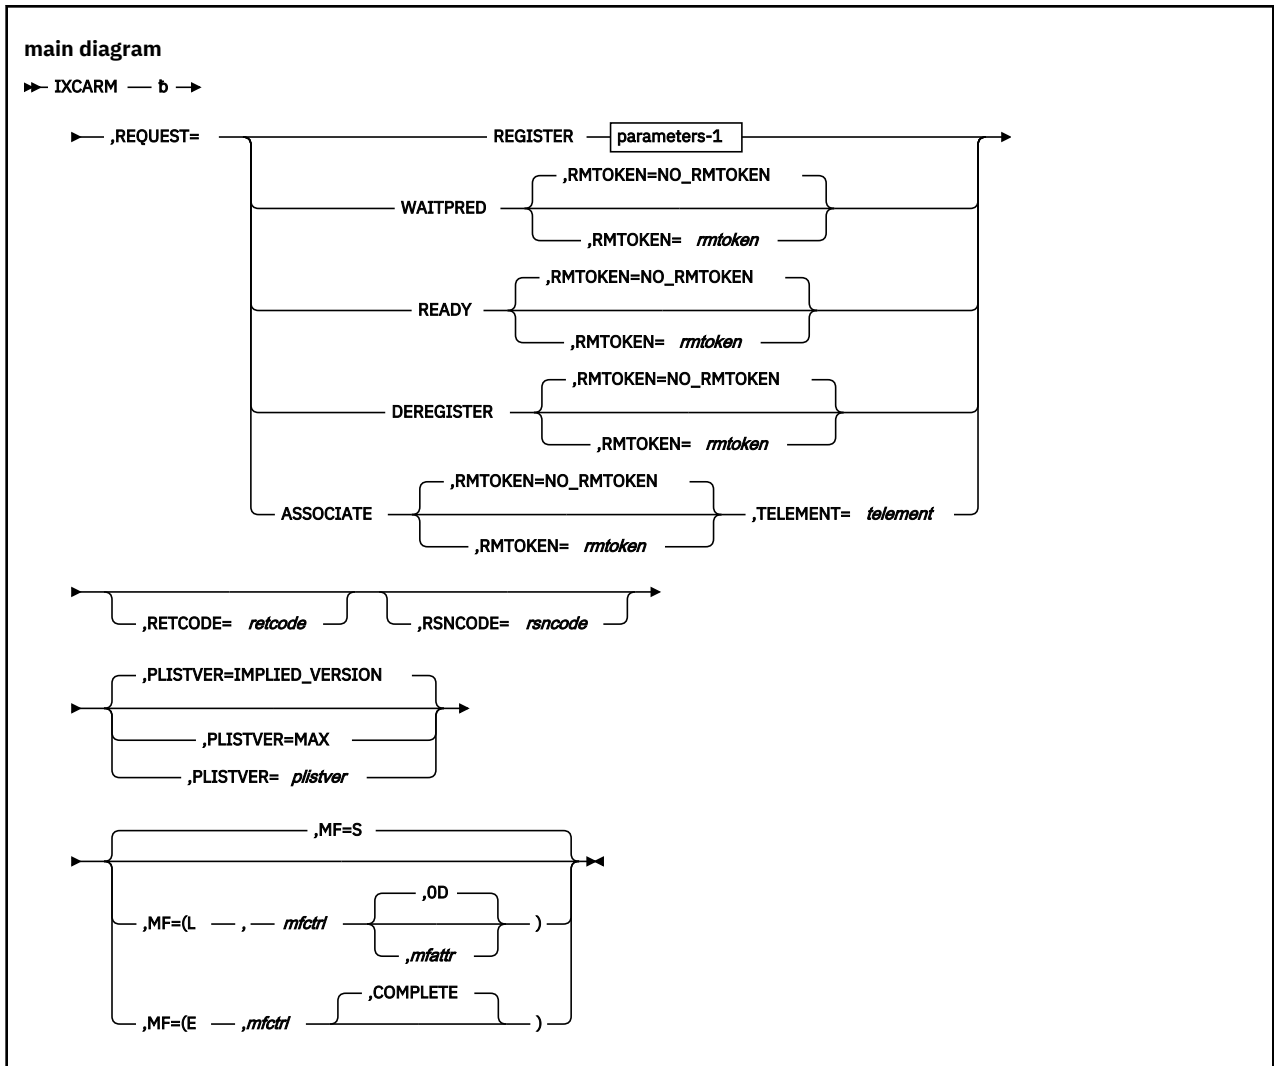 main diagram
IXCARM ␢
,REQUEST= REGISTER parameters-1
,RMTOKEN=NO_RMTOKEN
WAITPRED
,RMTOKEN= rmtoken
,RMTOKEN=NO_RMTOKEN
READY
,RMTOKEN= rmtoken
,RMTOKEN=NO_RMTOKEN
DEREGISTER
,RMTOKEN= rmtoken
,RMTOKEN=NO_RMTOKEN
ASSOCIATE ,TELEMENT= telement
,RMTOKEN= rmtoken
,RETCODE= retcode ,RSNCODE= rsncode
,PLISTVER=IMPLIED_VERSION
,PLISTVER=MAX
,PLISTVER= plistver
,MF=S
,0D
,MF=(L , mfctrl )
,mfattr
,COMPLETE
,MF=(E ,mfctrl )